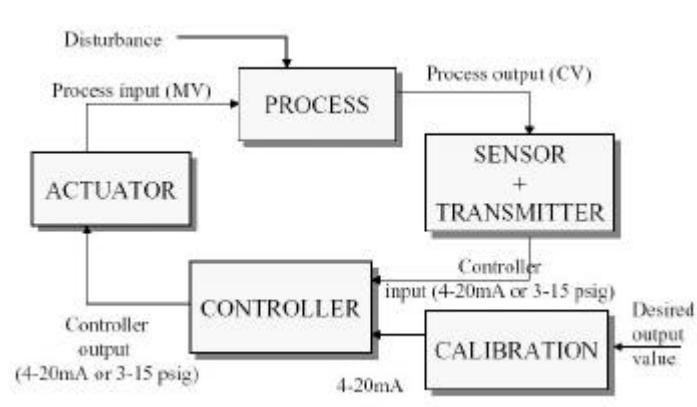 Disturbance
Process input (MV)
Process output (CV)
PROCESS
SENSOR
+
TRANSMITTER
ACTUATOR
Controller
input (4-20mA or 3-15 psig)
CONTROLLER
Controller
output
(4-20mA or 3-15 psig)
CALIBRATION
Desired
output
value
4-20mA